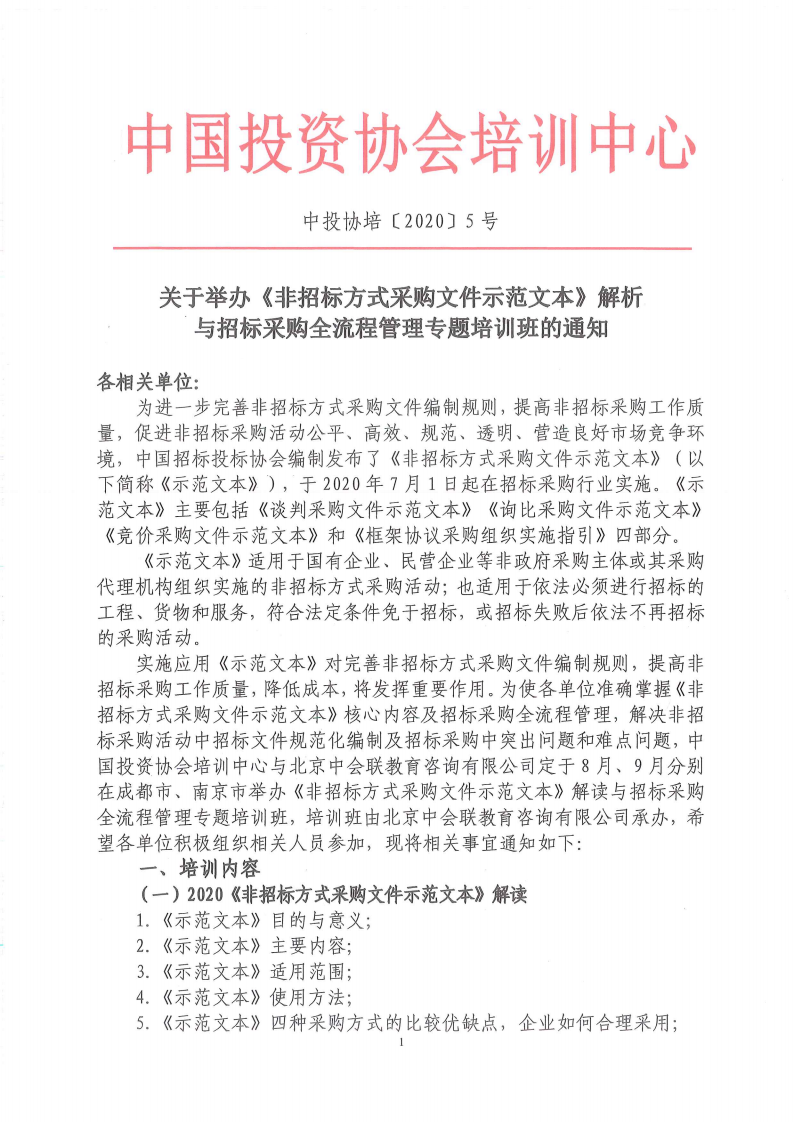 中国投资协会培训中心
中投协培〔2020〕5号
关于举办《非招标方式采购文件示范文本》解析
与招标采购全流程管理专题培训班的通知
各相关单位：
为进一步完善非招标方式采购文件编制规则，提高非招标采购工作质
量，促进非招标采购活动公平、高效、规范、透明、营造良好市场竞争环
境，中国招标投标协会编制发布了《非招标方式采购文件示范文本》（以
下简称《示范文本》），于2020年7月1日起在招标采购行业实施。《示
范文本》主要包括《谈判采购文件示范文本》《询比采购文件示范文本》
《竞价采购文件示范文本》和《框架协议采购组织实施指引》四部分。
《示范文本》适用于国有企业、民营企业等非政府采购主体或其采购
代理机构组织实施的非招标方式采购活动；也适用于依法必须进行招标的
工程、货物和服务，符合法定条件免于招标，或招标失败后依法不再招标
的采购活动。
实施应用《示范文本》对完善非招标方式采购文件编制规则，提高非
招标采购工作质量，降低成本，将发挥重要作用。为使各单位准确掌握《非
招标方式采购文件示范文本》核心内容及招标采购全流程管理，解决非招
标采购活动中招标文件规范化编制及招标采购中突出问题和难点问题，中
国投资协会培训中心与北京中会联教育咨询有限公司定于8月、9月分别
在成都市、南京市举办《非招标方式采购文件示范文本》解读与招标采购
全流程管理专题培训班，培训班由北京中会联教育咨询有限公司承办，希
望各单位积极组织相关人员参加，现将相关事宜通知如下：
一、培训内容
（一）2020《非招标方式采购文件示范文本》解读
1.《示范文本》目的与意义；
2.《示范文本》主要内容；
3.《示范文本》适用范围；
4.《示范文本》使用方法；
5.《示范文本》四种采购方式的比较优缺点，企业如何合理采用；
1